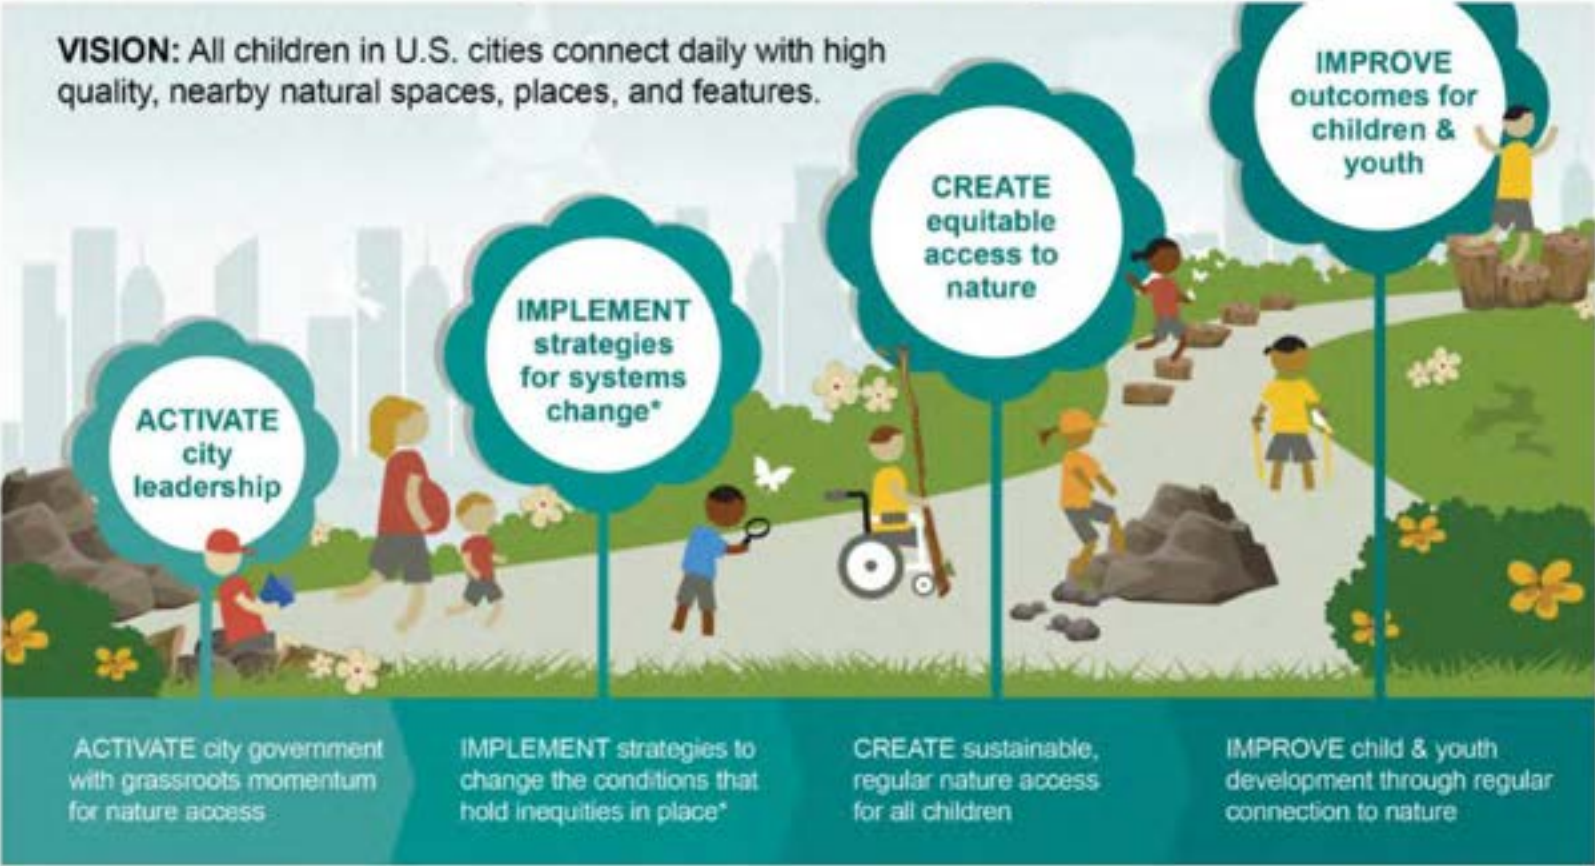 VISION: All children in U.S. cities connect daily with high
quality, nearby natural spaces, places, and features.
ACTIVATE
city
leadership
IMPLEMENT
strategies
for systems
change*
CREATE
equitable
access to
nature
IMPROVE
outcomes for
children &
youth
ACTIVATE city government
with grassroots momentum
for nature access
IMPLEMENT strategies to
change the conditions that
hold inequities in place*
CREATE sustainable,
regular nature access
for all children
IMPROVE child & youth
development through regular
connection to nature